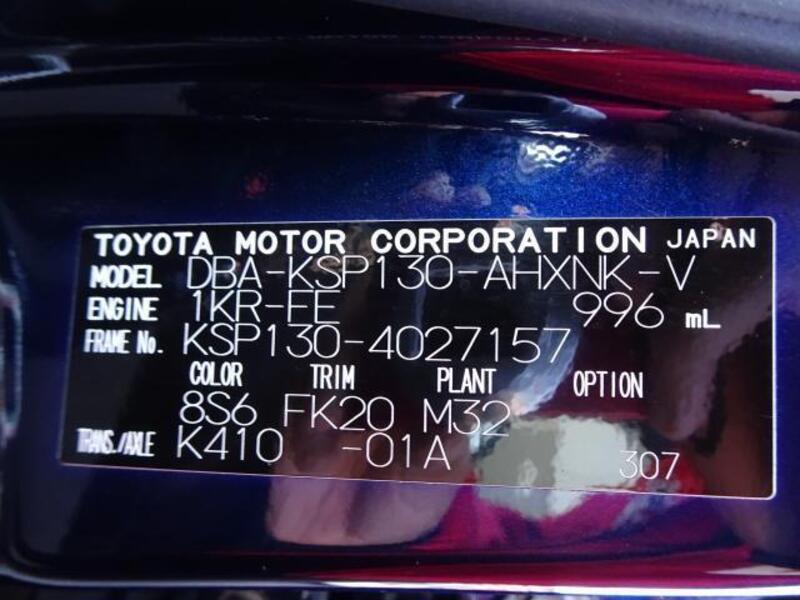 TOYOTA MOTOR CORPORATION JAPAN
MODEL DBA-KSP130-AHXNK-V
ENGINE 1KR-FE 996 mL
FRAME No. KSP130-4027157
COLOR TRIM PLANT OPTION
8S6 FK20 M32
TRANS./AXLE K410 -01A 307